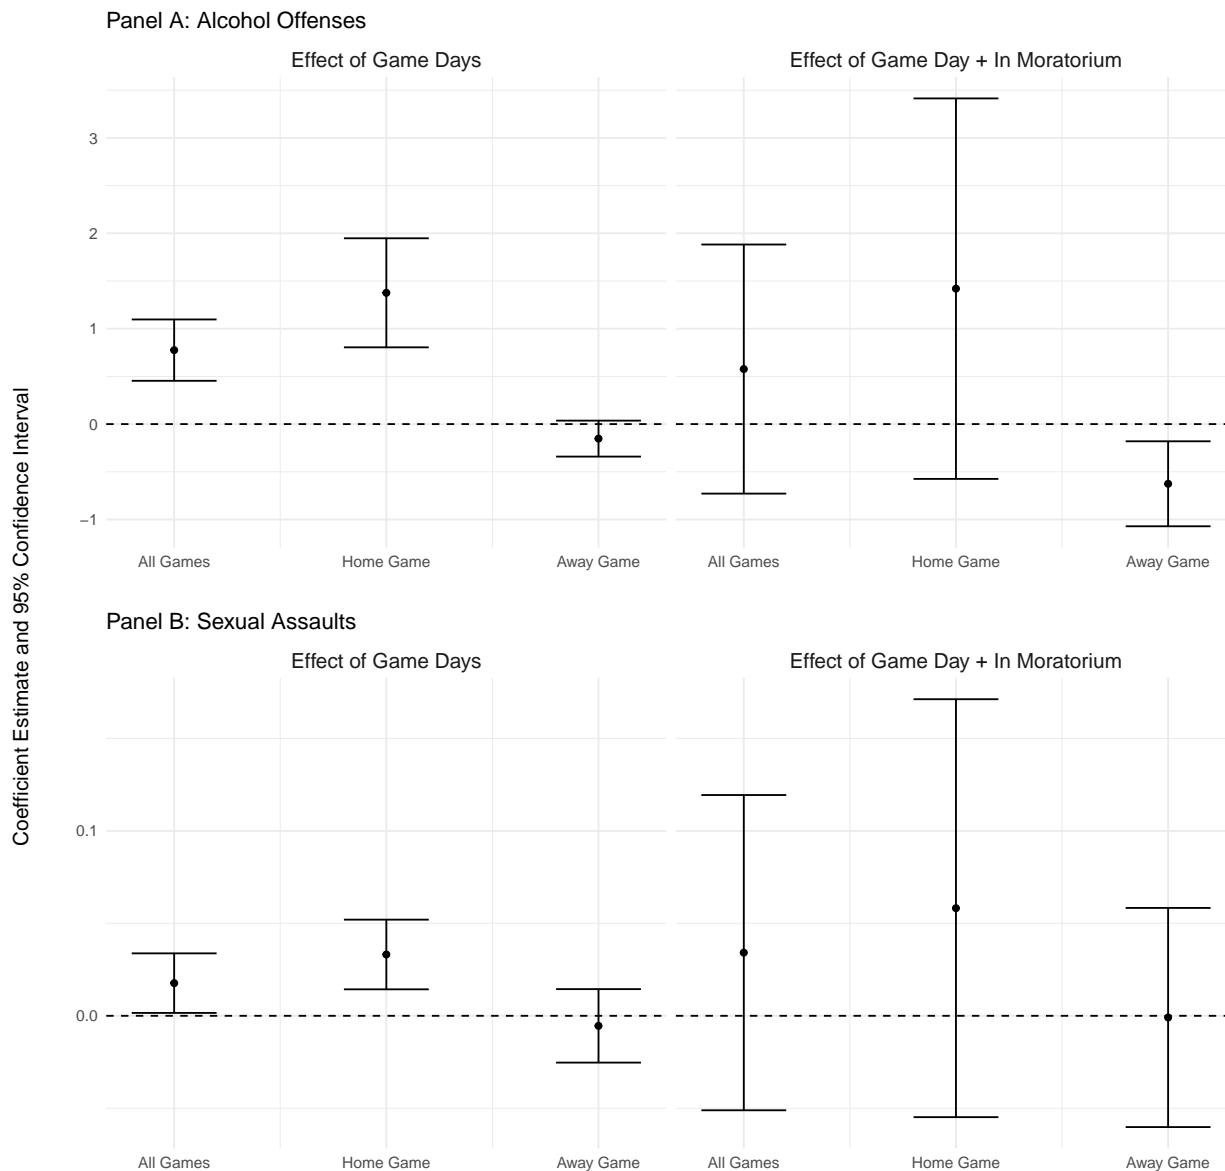 Panel A: Alcohol Offenses
Effect of Game Days
Effect of Game Day + In Moratorium
3
2
1
0
−1
All Games
Home Game
Away Game
All Games
Home Game
Away Game
Coefficient Estimate and 95% Confidence Interval
Panel B: Sexual Assaults
Effect of Game Days
Effect of Game Day + In Moratorium
0.1
0.0
All Games
Home Game
Away Game
All Games
Home Game
Away Game